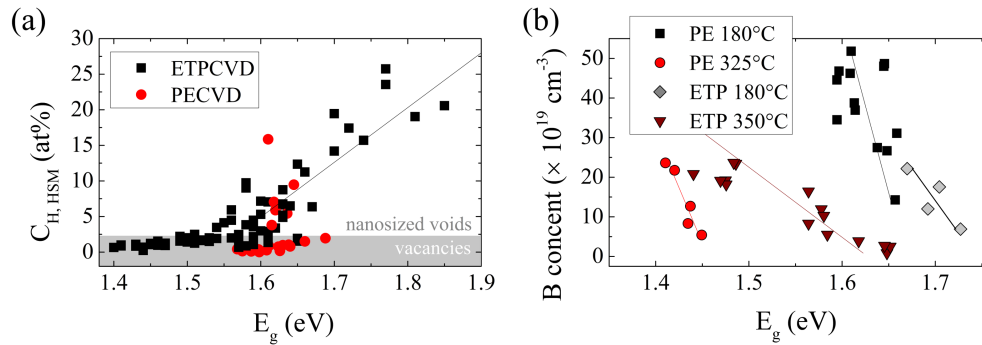 (a)
C_H, HSM (at%)
35
30
25
20
15
10
5
0
ETPCVD
PECVD
nanosized voids
vacancies
1.4 1.5 1.6 1.7 1.8 1.9
E_g (eV)
(b)
B concent (× 10^19 cm^-3)
50
40
30
20
10
0
PE 180°C
PE 325°C
ETP 180°C
ETP 350°C
1.4 1.5 1.6 1.7
E_g (eV)